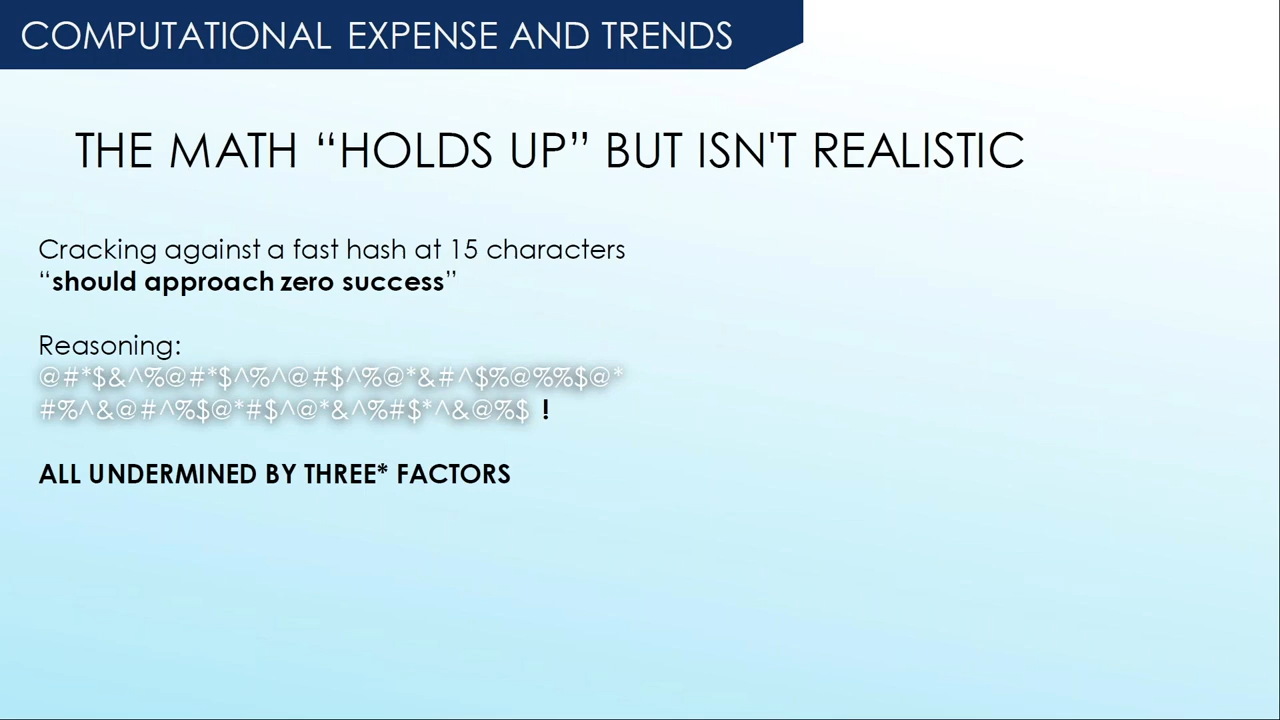 COMPUTATIONAL EXPENSE AND TRENDS
THE MATH “HOLDS UP” BUT ISN'T REALISTIC
Cracking against a fast hash at 15 characters
“should approach zero success”
Reasoning:
@#*$&^%@#*$^%^@#$^%@*&#^$%@%%$@*
#%^&@#^%$@*#$^@*&^%#$*^&@%$ !
ALL UNDERMINED BY THREE* FACTORS